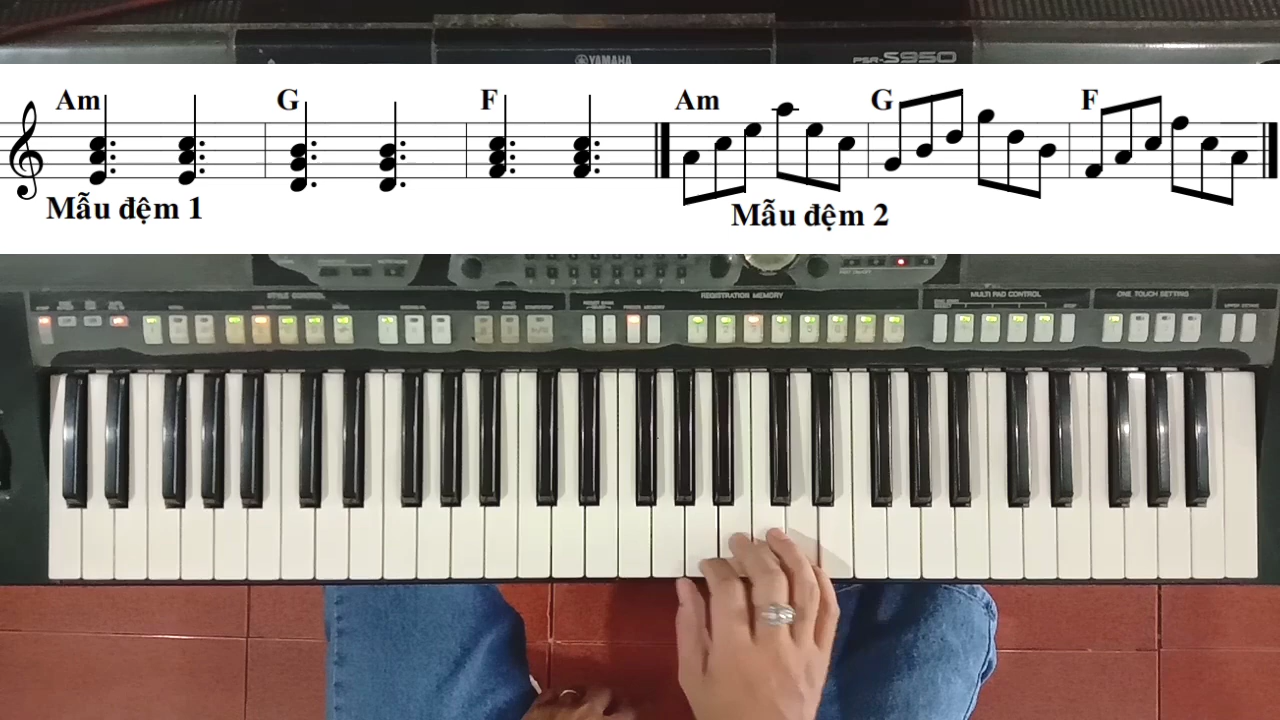 YAMAHA
PSR-S950
Am G F Am G F
Mẫu đệm 1
Mẫu đệm 2
STYLE CONTROL
REGISTRATION MEMORY
MULTI PAD CONTROL
ONE TOUCH SETTING